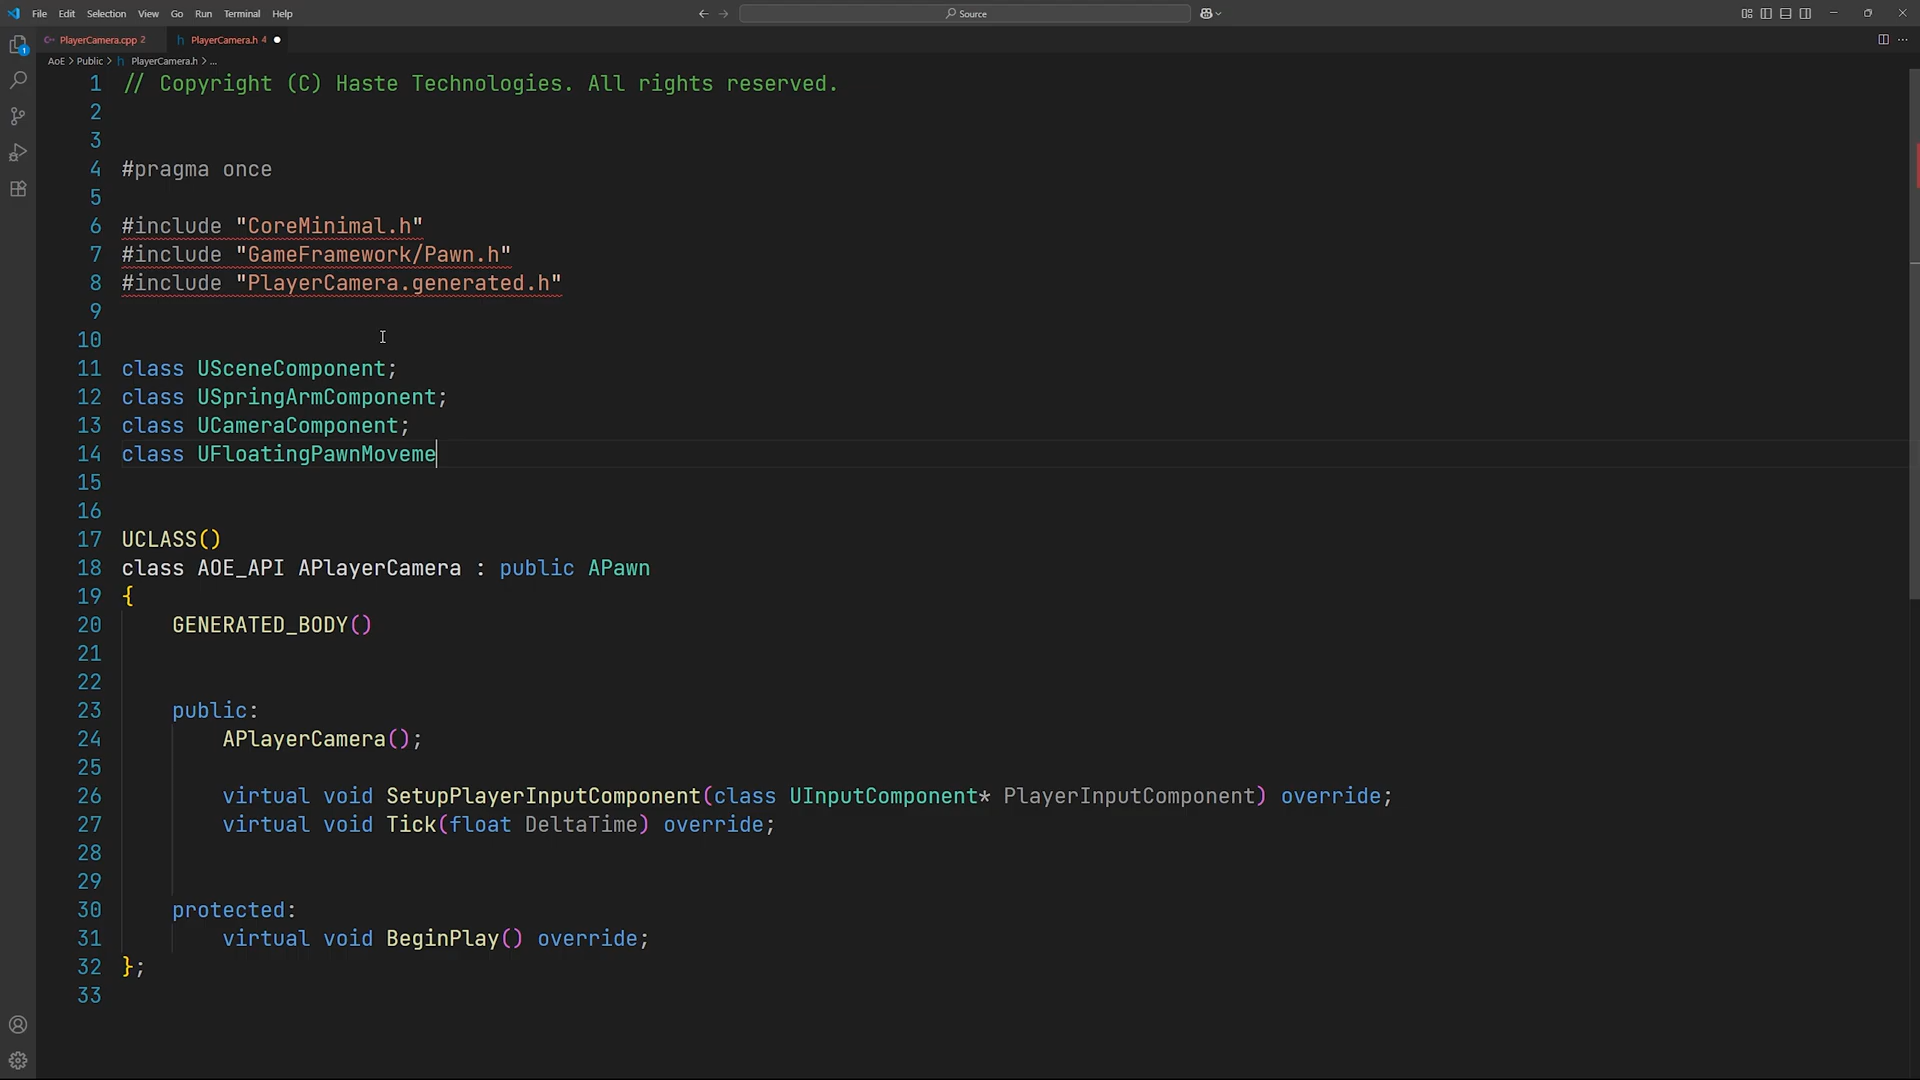 File Edit Selection View Go Run Terminal Help
Source
PlayerCamera.cpp 2
h PlayerCamera.h 4
AoE > Public > h PlayerCamera.h > ...
1 // Copyright (C) Haste Technologies. All rights reserved.
2
3
4 #pragma once
5
6 #include "CoreMinimal.h"
7 #include "GameFramework/Pawn.h"
8 #include "PlayerCamera.generated.h"
9
10
11 class USceneComponent;
12 class USpringArmComponent;
13 class UCameraComponent;
14 class UFloatingPawnMoveme
15
16
17 UCLASS()
18 class AOE_API APlayerCamera : public APawn
19 {
20 GENERATED_BODY()
21
22
23 public:
24 APlayerCamera();
25
26 virtual void SetupPlayerInputComponent(class UInputComponent* PlayerInputComponent) override;
27 virtual void Tick(float DeltaTime) override;
28
29
30 protected:
31 virtual void BeginPlay() override;
32 };
33
1